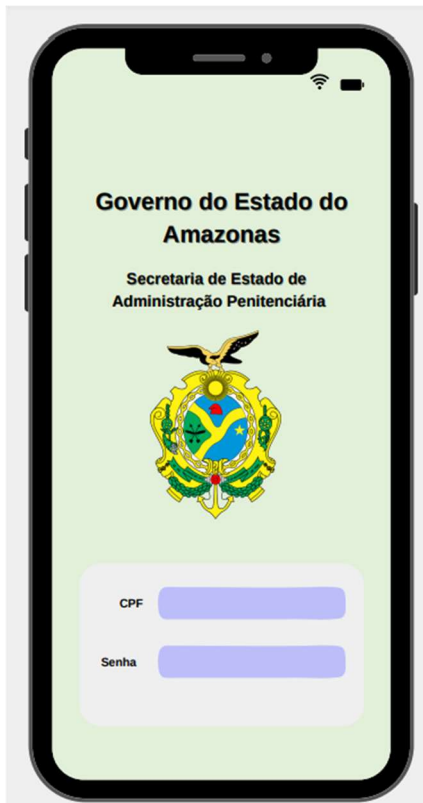 Governo do Estado do
Amazonas
Secretaria de Estado de
Administração Penitenciária
CPF
Senha